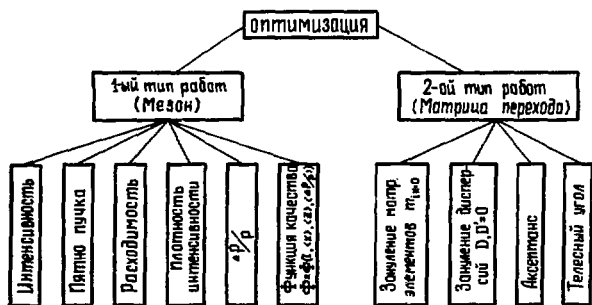 оптимизация
1-ый тип работ
(Мезон)
2-ой тип работ
(Матрица перехода)
Интенсивность
Пятно пучка
Расходимость
Плотность
интенсивности
ΔP/P
Функция качества
Зануление матр.
элементов
Зануление диспер-
сий D, D'=0
Аксептанс
Телесный угол